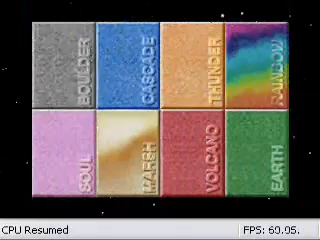 BOULDER
CASCADE
THUNDER
RAINBOW
SOUL
MARSH
VOLCANO
EARTH
CPU Resumed
FPS: 60.05.